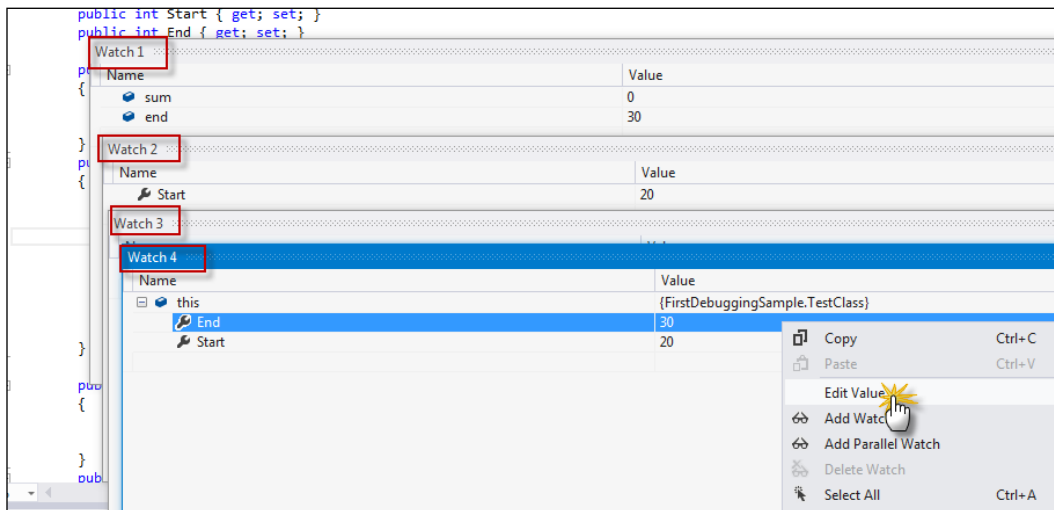 public int Start { get; set; }
public int End { get; set; }
Watch 1
Name Value
{
sum 0
end 30
}
Watch 2
Name Value
{
Start 20
Watch 3
Watch 4
Name Value
this {FirstDebuggingSample.TestClass}
End 30
Copy Ctrl+C
Start 20
}
Paste Ctrl+V
Edit Value
{
Add Watch
Add Parallel Watch
}
Delete Watch
Select All Ctrl+A